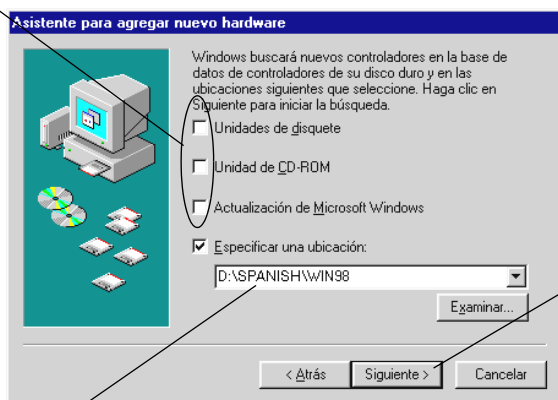 Asistente para agregar nuevo hardware
Windows buscará nuevos controladores en la base de
datos de controladores de su disco duro y en las
ubicaciones siguientes que seleccione. Haga clic en
Siguiente para iniciar la búsqueda.
Unidades de disquete
Unidad de CD-ROM
Actualización de Microsoft Windows
Especificar una ubicación:
D:\SPANISH\WIN98
Examinar...
< Atrás
Siguiente >
Cancelar